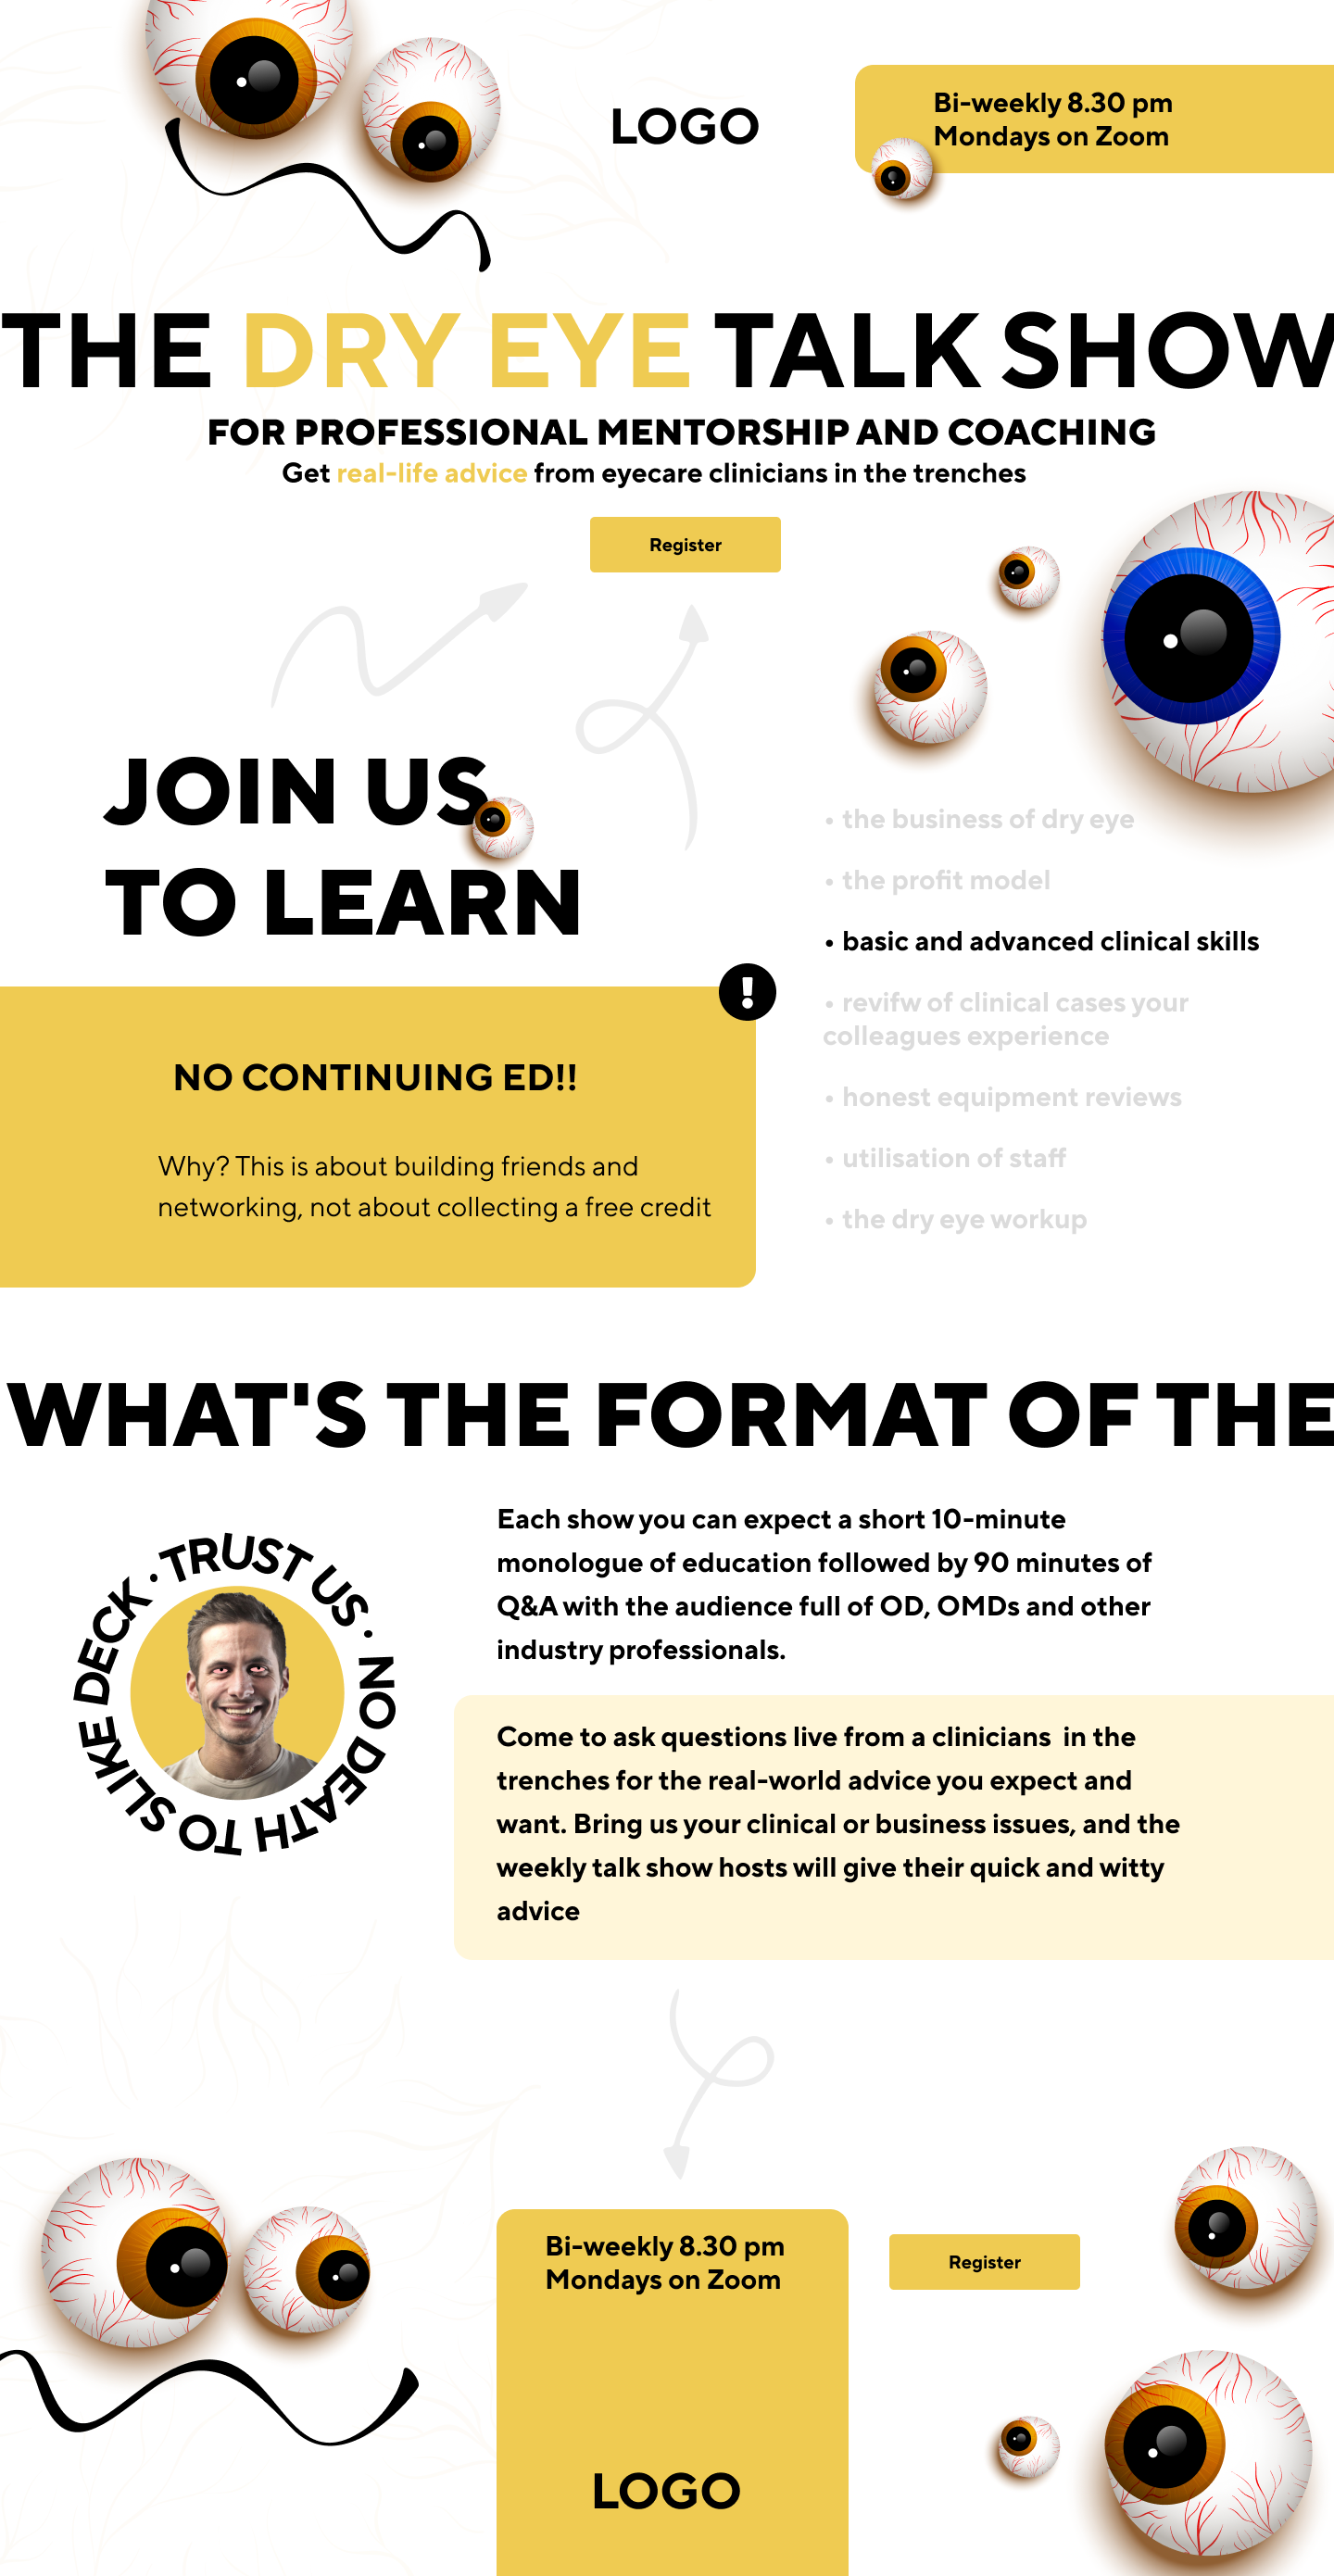 LOGO
Bi-weekly 8.30 pm
Mondays on Zoom
THE DRY EYE TALK SHOW
FOR PROFESSIONAL MENTORSHIP AND COACHING
Get real-life advice from eyecare clinicians in the trenches
Register
JOIN US
TO LEARN
• the business of dry eye
• the profit model
• basic and advanced clinical skills
• revifw of clinical cases your
colleagues experience
• honest equipment reviews
• utilisation of staff
• the dry eye workup
!
NO CONTINUING ED!!
Why? This is about building friends and
networking, not about collecting a free credit
WHAT'S THE FORMAT OF THE
TRUST US · NO DEATH TO SLIKE DECK ·
Each show you can expect a short 10-minute
monologue of education followed by 90 minutes of
Q&A with the audience full of OD, OMDs and other
industry professionals.
Come to ask questions live from a clinicians in the
trenches for the real-world advice you expect and
want. Bring us your clinical or business issues, and the
weekly talk show hosts will give their quick and witty
advice
Bi-weekly 8.30 pm
Mondays on Zoom
Register
LOGO